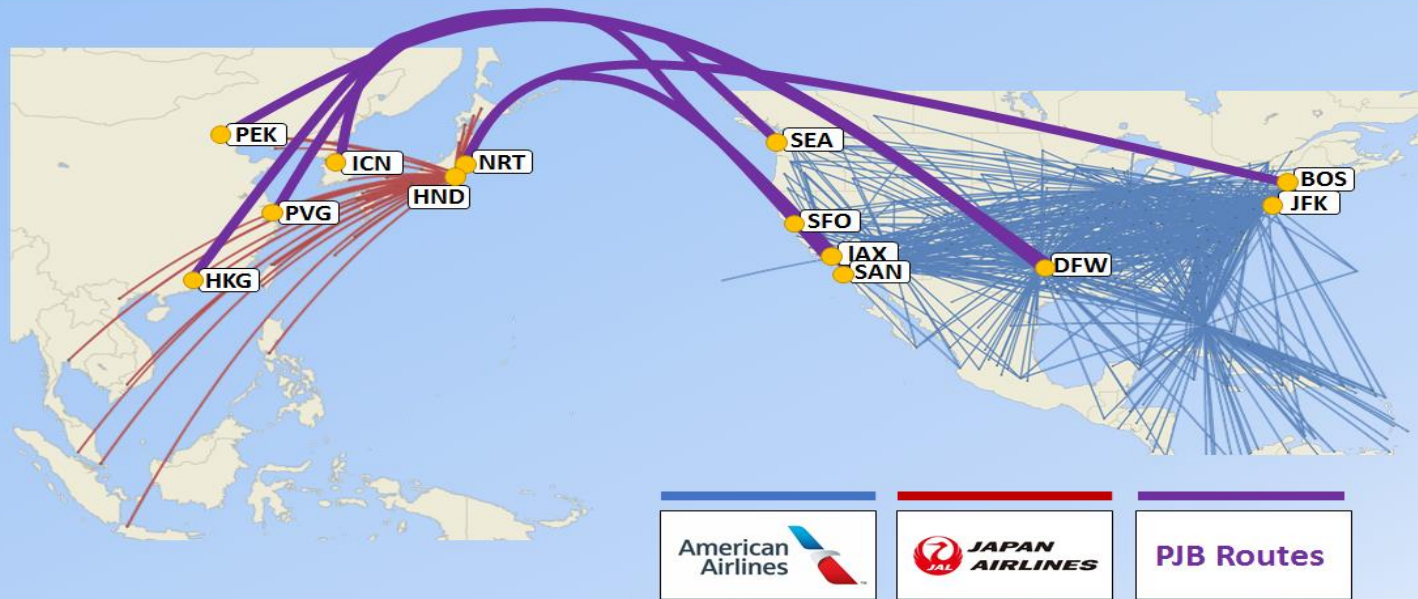 PEK
ICN
NRT
HND
PVG
HKG
SEA
SFO
LAX
SAN
DFW
BOS
JFK
American
Airlines
JAL
JAPAN
AIRLINES
PJB Routes